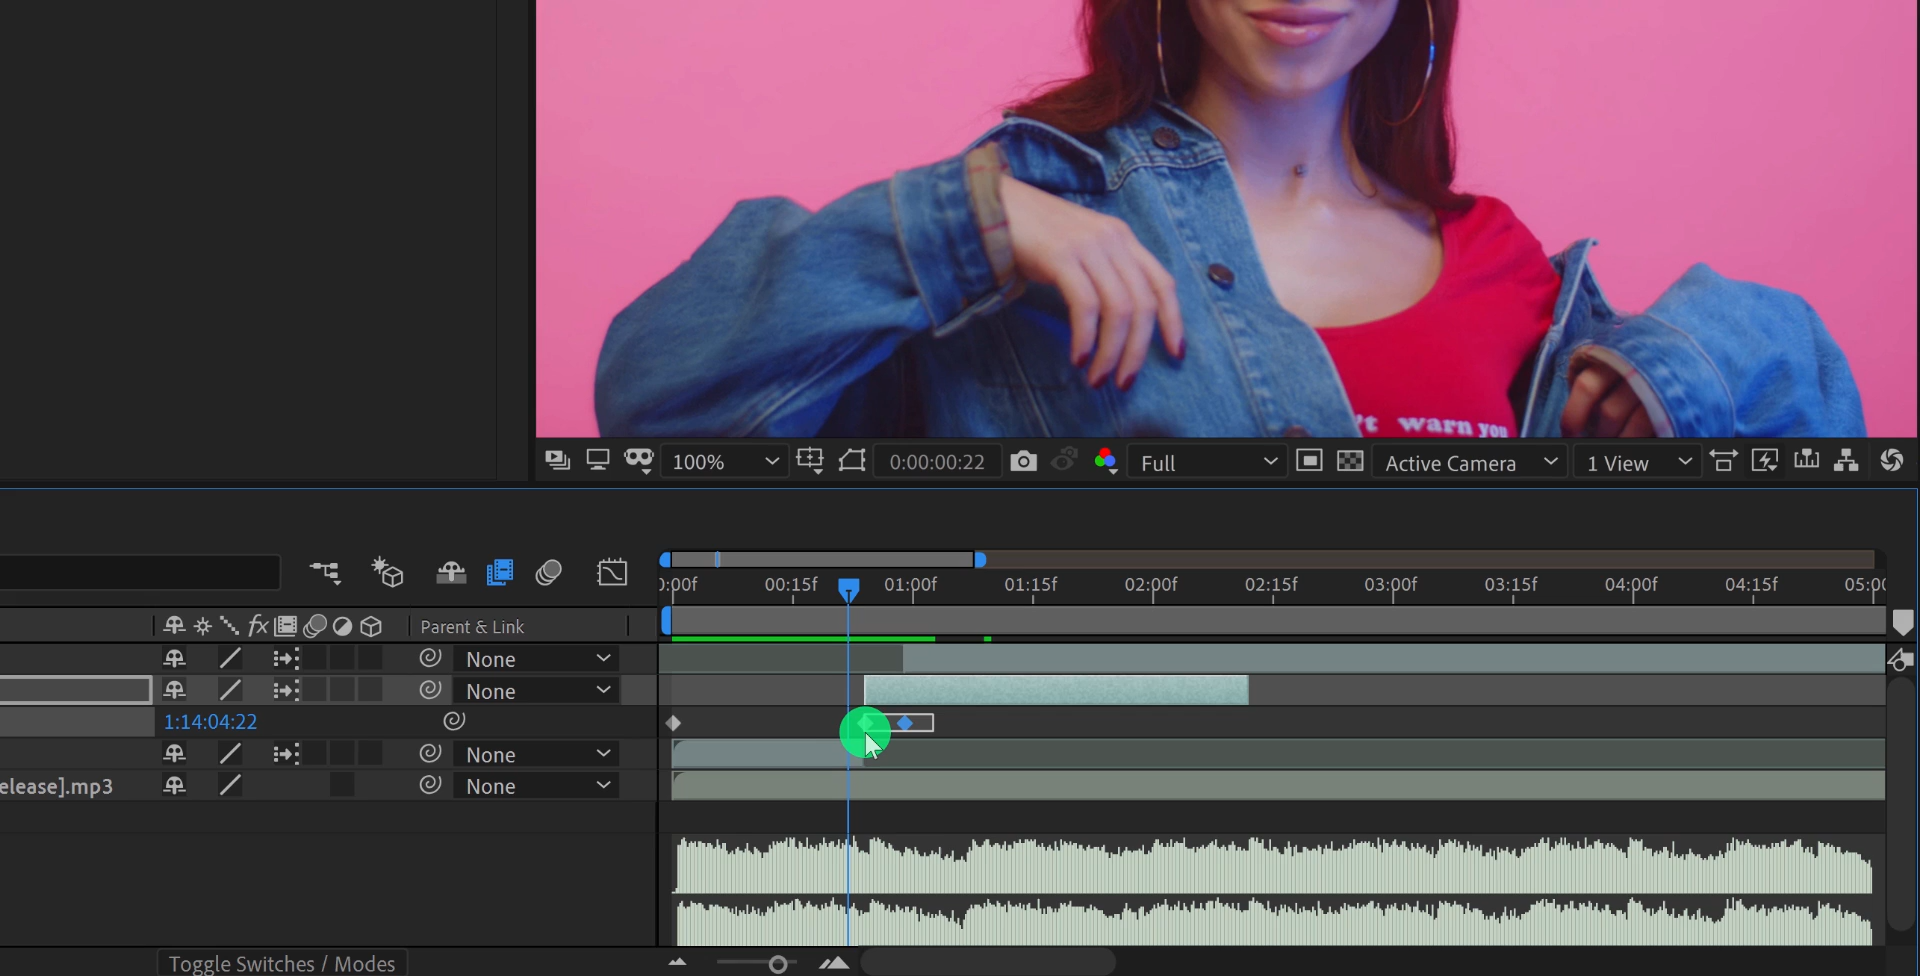 't warn you
100%
0:00:00:22
Full
Active Camera
1 View
):00f
00:15f
01:00f
01:15f
02:00f
02:15f
03:00f
03:15f
04:00f
04:15f
05:00
fx
Parent & Link
None
None
1:14:04:22
None
elease].mp3
None
Toggle Switches / Modes